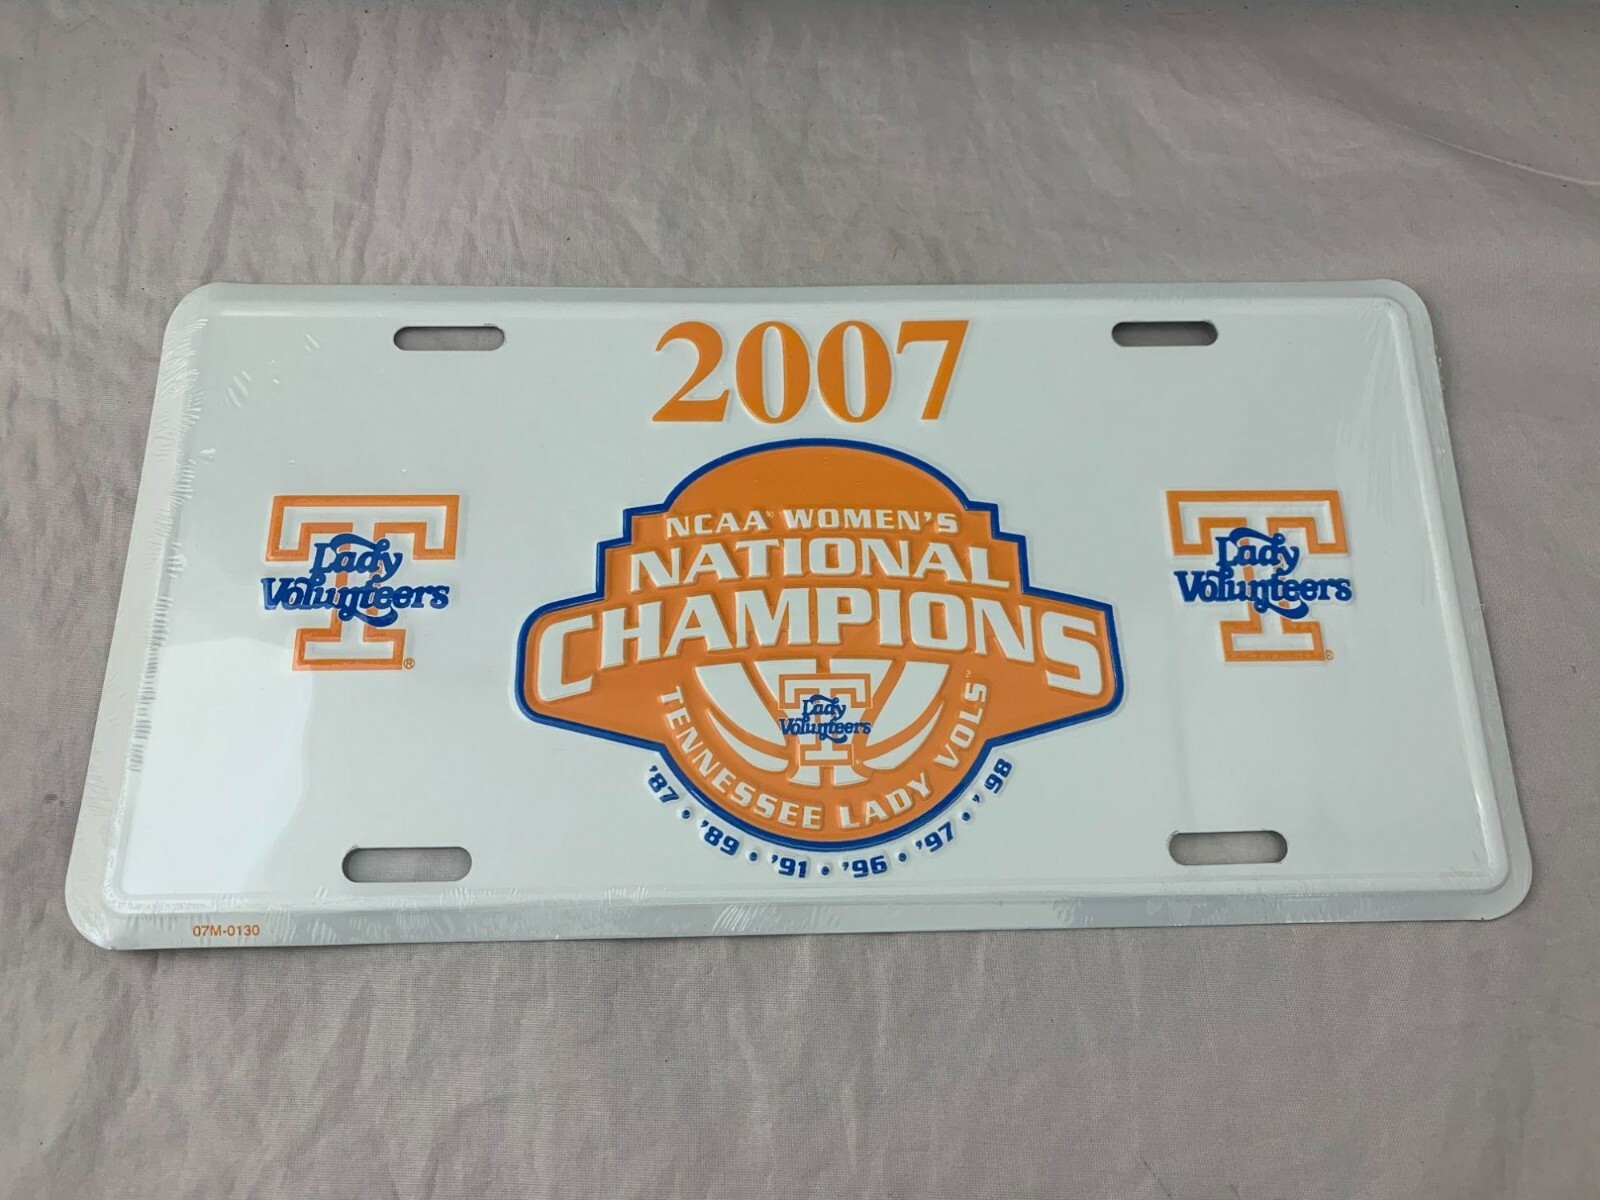 2007
NCAA® WOMEN'S
NATIONAL
CHAMPIONS
Lady
Volunteers
®
Lady
Volunteers
®
Lady
Volunteers
TENNESSEE LADY VOLS
'87 • '89 • '91 • '96 • '97 • '98
07M-0130